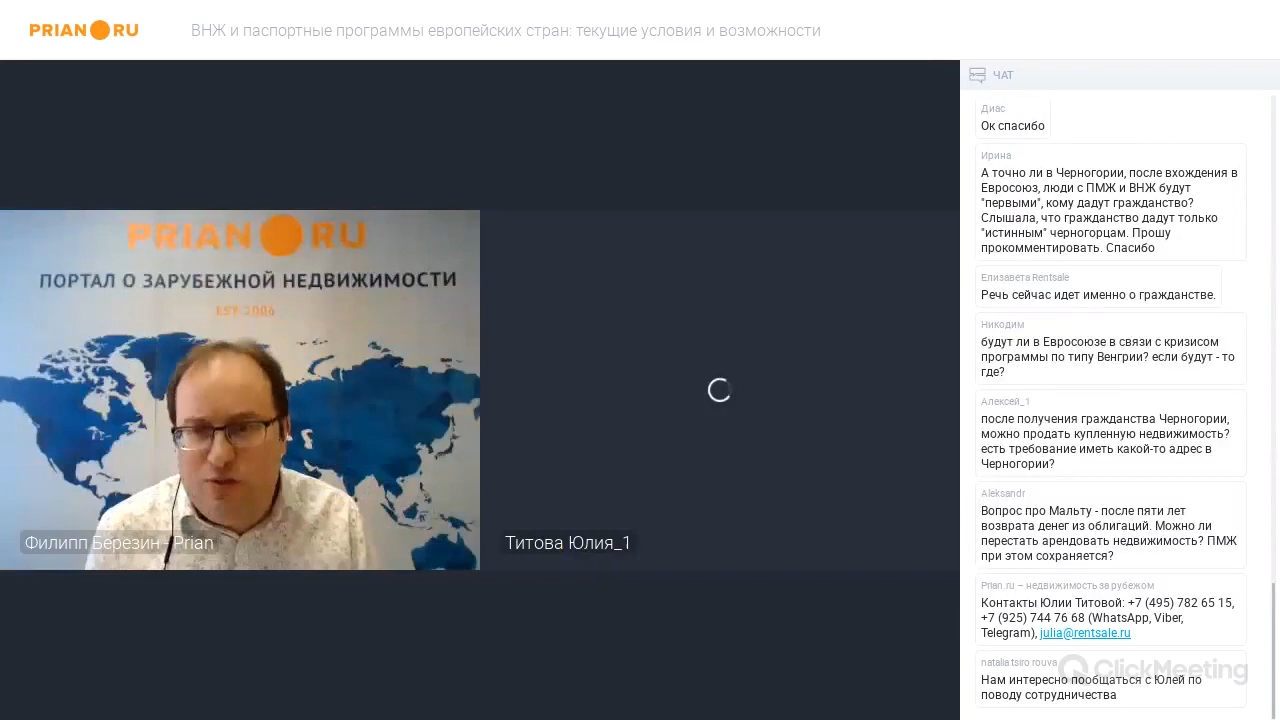 PRIAN RU
ВНЖ и паспортные программы европейских стран: текущие условия и возможности
ЧАТ
PRIAN RU
ПОРТАЛ О ЗАРУБЕЖНОЙ НЕДВИЖИМОСТИ
EST 2006
Филипп Березин - Prian
Титова Юлия_1
Диас
Ок спасибо
Ирина
А точно ли в Черногории, после вхождения в
Евросоюз, люди с ПМЖ и ВНЖ будут
"первыми", кому дадут гражданство?
Слышала, что гражданство дадут только
"истинным" черногорцам. Прошу
прокомментировать. Спасибо
Елизавета Rentsale
Речь сейчас идет именно о гражданстве.
Никодим
будут ли в Евросоюзе в связи с кризисом
программы по типу Венгрии? если будут - то
где?
Алексей_1
после получения гражданства Черногории,
можно продать купленную недвижимость?
есть требование иметь какой-то адрес в
Черногории?
Aleksandr
Вопрос про Мальту - после пяти лет
возврата денег из облигаций. Можно ли
перестать арендовать недвижимость? ПМЖ
при этом сохраняется?
Prian.ru – недвижимость за рубежом
Контакты Юлии Титовой: +7 (495) 782 65 15,
+7 (925) 744 76 68 (WhatsApp, Viber,
Telegram), julia@rentsale.ru
natalia tsiro rouva
Нам интересно пообщаться с Юлей по
поводу сотрудничества
ClickMeeting